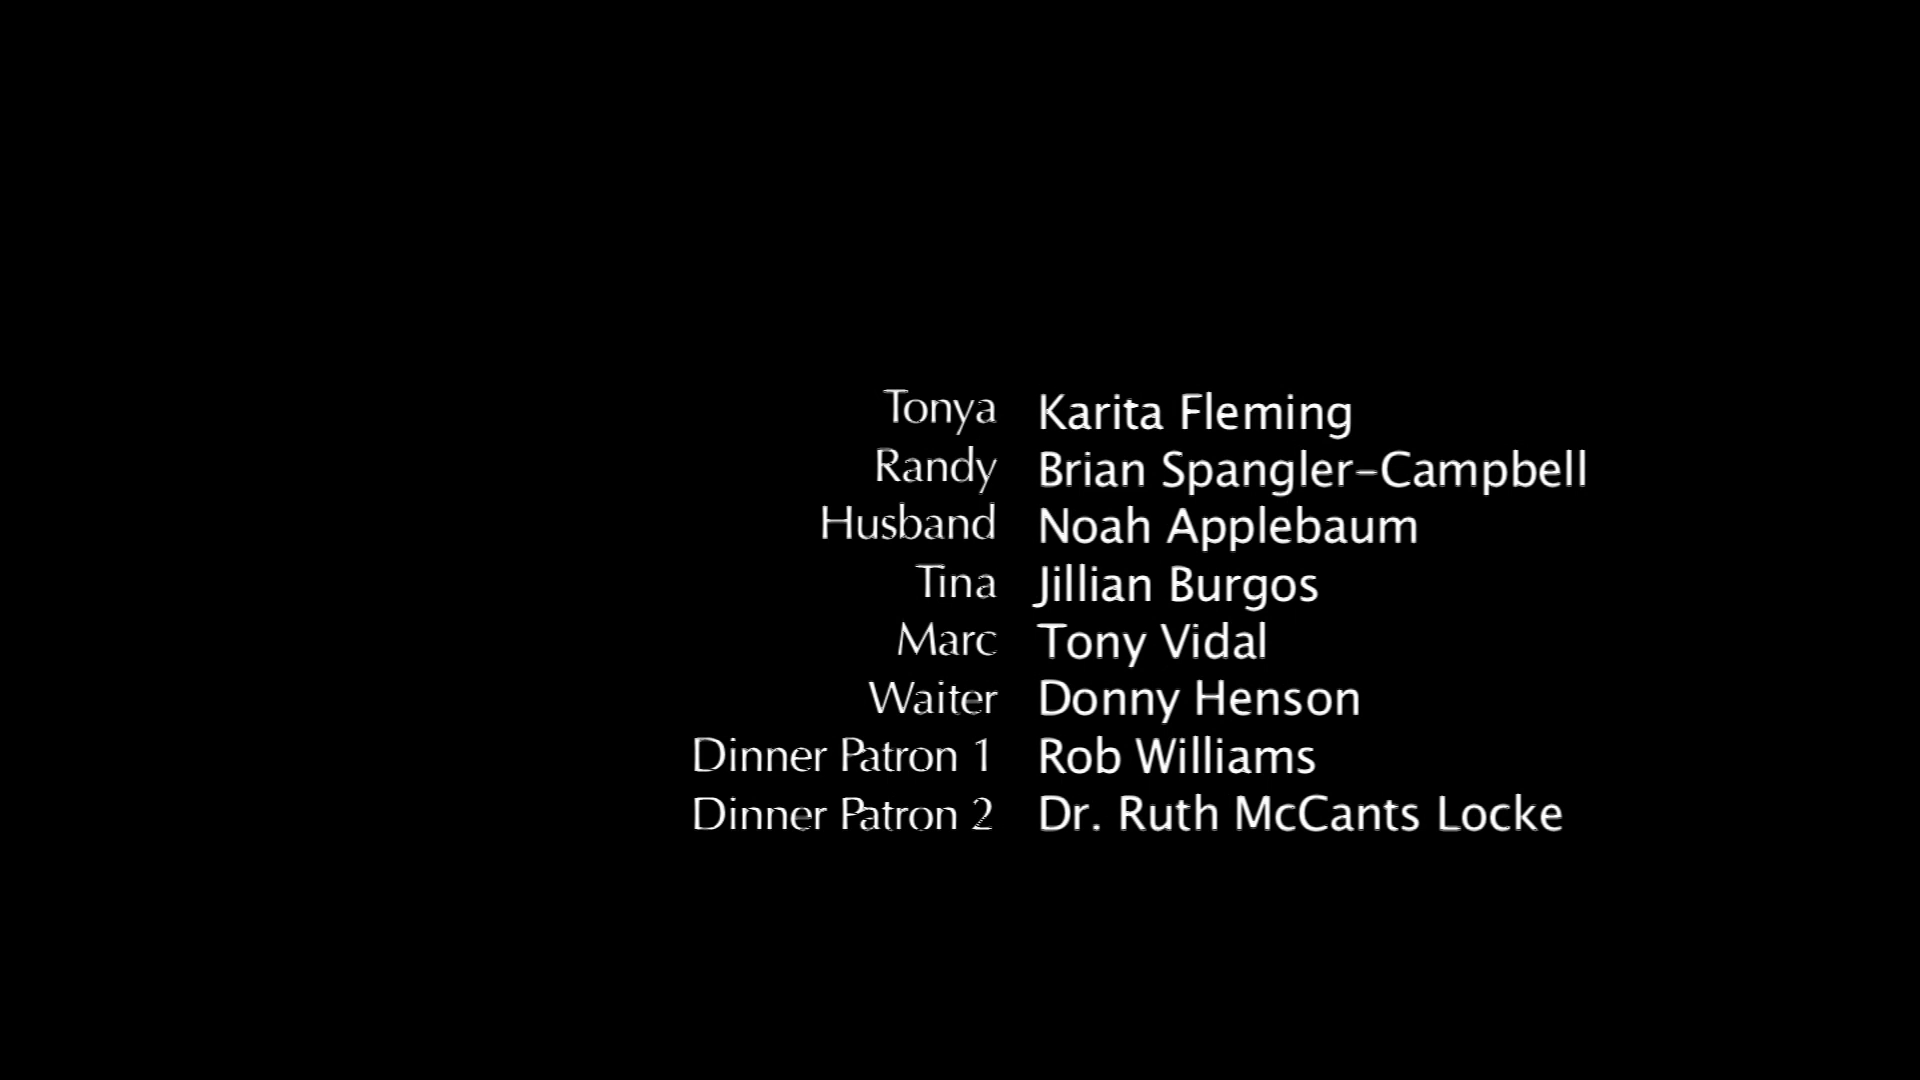 Tonya Karita Fleming
Randy Brian Spangler-Campbell
Husband Noah Applebaum
Tina Jillian Burgos
Marc Tony Vidal
Waiter Donny Henson
Dinner Patron 1 Rob Williams
Dinner Patron 2 Dr. Ruth McCants Locke